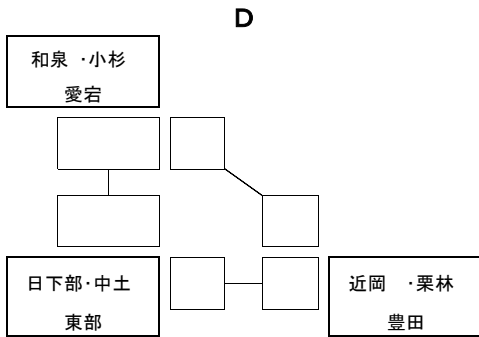 D
和泉 ・小杉
愛宕
日下部・中土
東部
近岡 ・栗林
豊田